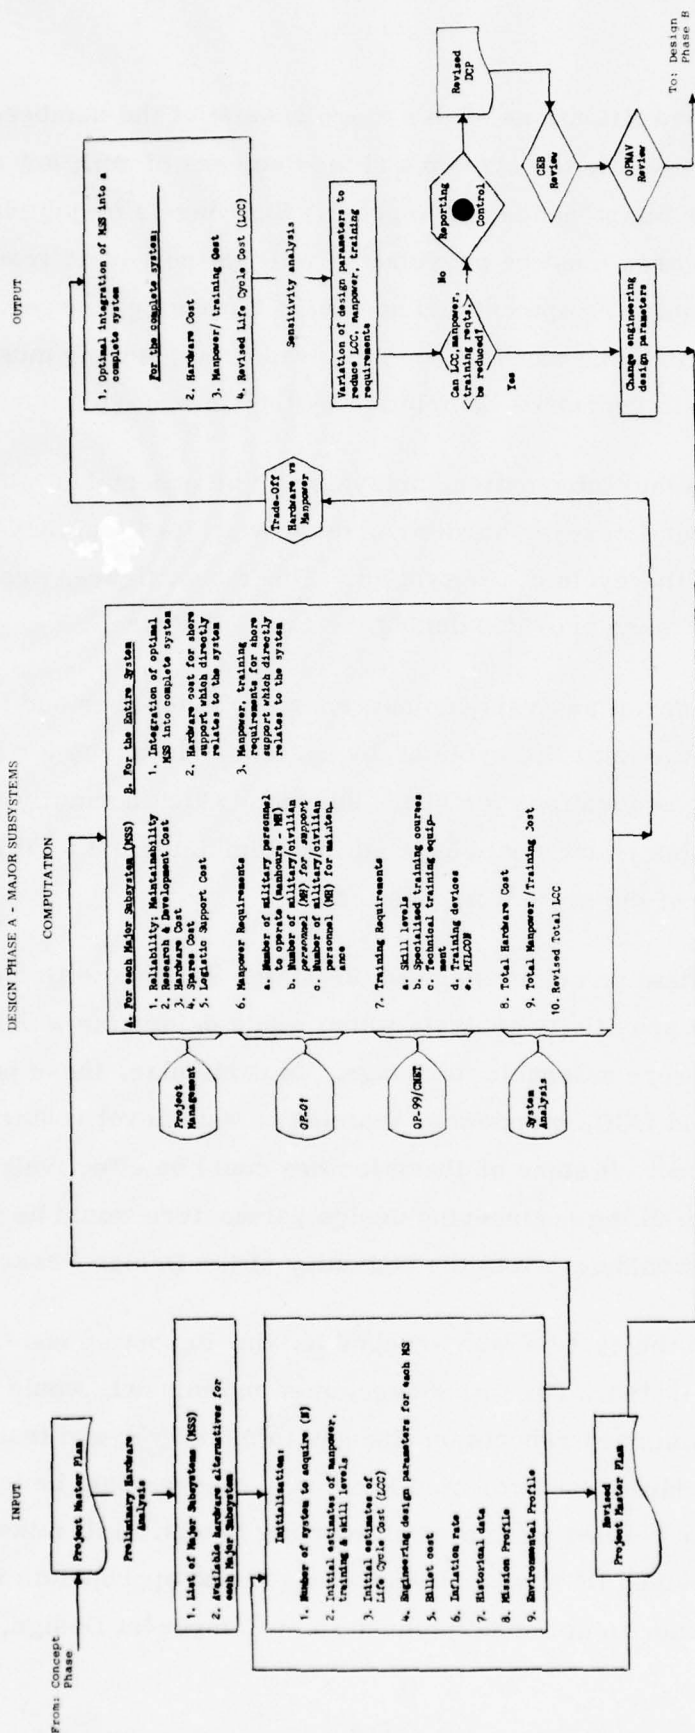 DESIGN PHASE A - MAJOR SUBSYSTEMS
INPUT
COMPUTATION
OUTPUT
From: Concept
Phase
Project Master Plan
Preliminary Hardware
Analysis
1. List of Major Subsystems (MSS)
2. Available hardware alternatives for
each Major Subsystem
Initialization:
1. Number of system to acquire (N)
2. Initial estimates of manpower,
training & skill levels
3. Initial estimates of
Life Cycle Cost (LCC)
4. Engineering design parameters for each MS
5. Billet cost
6. Inflation rate
7. Historical data
8. Mission Profile
9. Environmental Profile
Revised
Project Master Plan
Project
Management
OP-01
OP-99/CNET
System
Analysis
A. For each Major Subsystem (MSS)
1. Reliability; Maintainability
2. Research & Development Cost
3. Hardware Cost
4. Spares Cost
5. Logistic Support Cost
6. Manpower Requirements
a. Number of military personnel
to operate (manhours - MH)
b. Number of military/civilian
personnel (MH) for support
c. Number of military/civilian
personnel (MH) for mainten-
ance
7. Training Requirements
a. Skill levels
b. Specialized training courses
c. Technical training equip-
ment
d. Training devices
e. MILCON
8. Total Hardware Cost
9. Total Manpower /Training Cost
10. Revised Total LCC
B. For the Entire System
1. Integration of optimal
MSS into complete system
2. Hardware cost for shore
support which directly
relates to the system
3. Manpower, training
requirements for shore
support which directly
relates to the system
Trade-Off
Hardware vs
Manpower
1. Optimal integration of MSS into a
complete system
For the complete system:
2. Hardware Cost
3. Manpower/ training Cost
4. Revised Life Cycle Cost (LCC)
Sensitivity analysis
Variation of design parameters to
reduce LCC, manpower, training
requirements
Can LCC, manpower,
training reqts.
be reduced?
No
Yes
Reporting
Control
Revised
DCP
CEB
Review
OPNAV
Review
Change engineering
design parameters
To: Design
Phase B